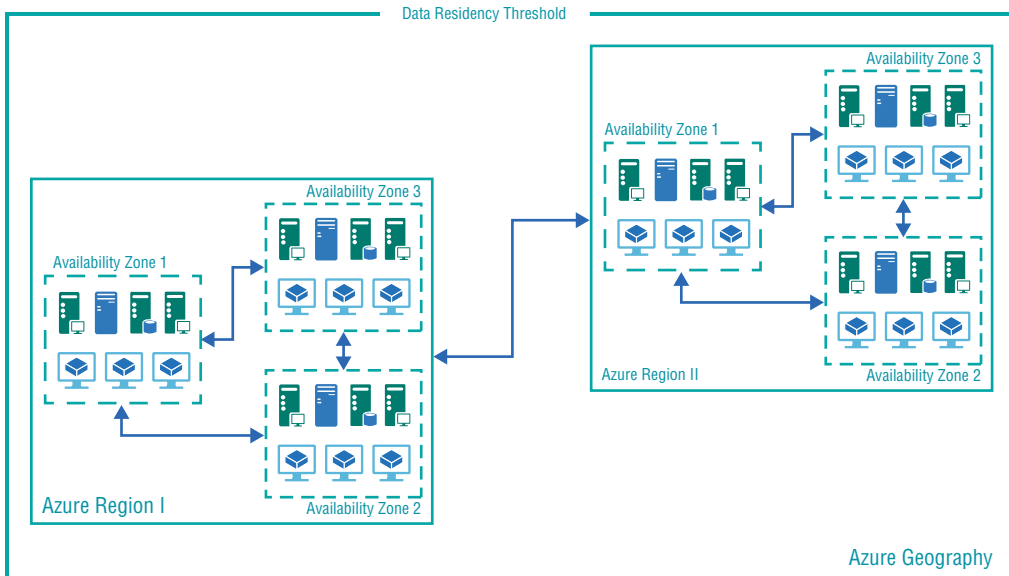 Data Residency Threshold
Availability Zone 3
Availability Zone 1
Azure Region II
Availability Zone 2
Availability Zone 3
Availability Zone 1
Azure Region I
Availability Zone 2
Azure Geography